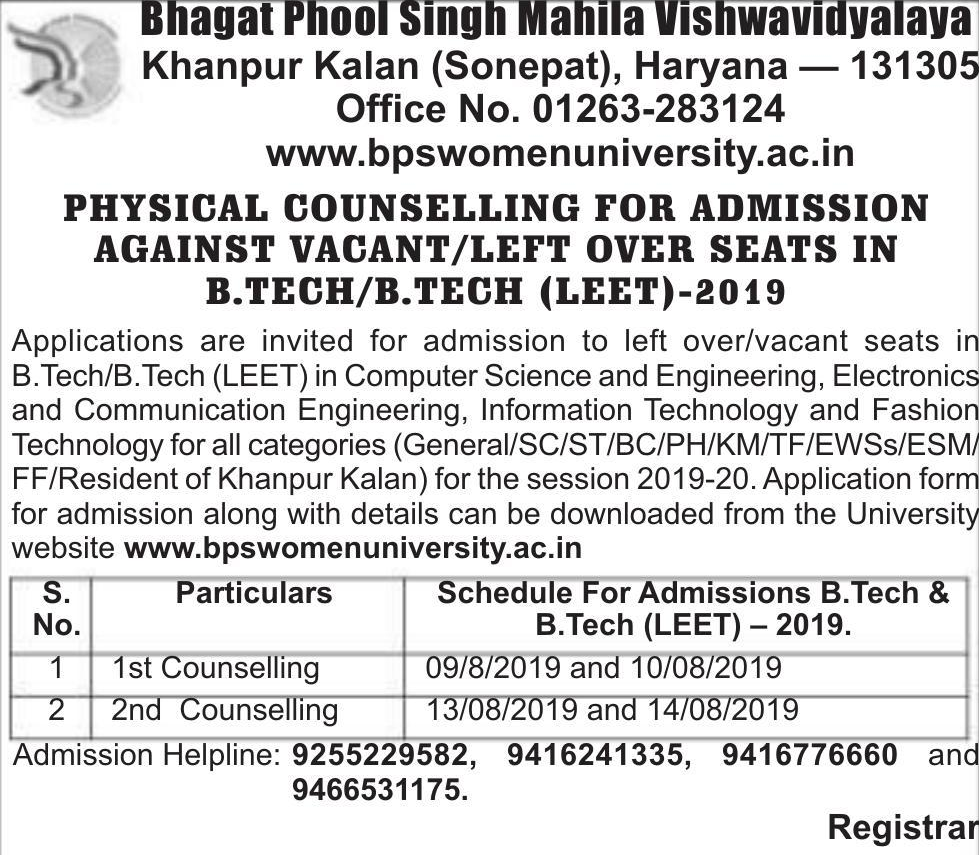 Bhagat Phool Singh Mahila Vishwavidyalaya
Khanpur Kalan (Sonepat), Haryana — 131305
Office No. 01263-283124
www.bpswomenuniversity.ac.in
PHYSICAL COUNSELLING FOR ADMISSION
AGAINST VACANT/LEFT OVER SEATS IN
B.TECH/B.TECH (LEET)-2019
Applications are invited for admission to left over/vacant seats in
B.Tech/B.Tech (LEET) in Computer Science and Engineering, Electronics
and Communication Engineering, Information Technology and Fashion
Technology for all categories (General/SC/ST/BC/PH/KM/TF/EWSs/ESM/
FF/Resident of Khanpur Kalan) for the session 2019-20. Application form
for admission along with details can be downloaded from the University
website www.bpswomenuniversity.ac.in
S. No. Particulars Schedule For Admissions B.Tech &
B.Tech (LEET) – 2019.
1 1st Counselling 09/8/2019 and 10/08/2019
2 2nd Counselling 13/08/2019 and 14/08/2019
Admission Helpline: 9255229582, 9416241335, 9416776660 and
9466531175.
Registrar